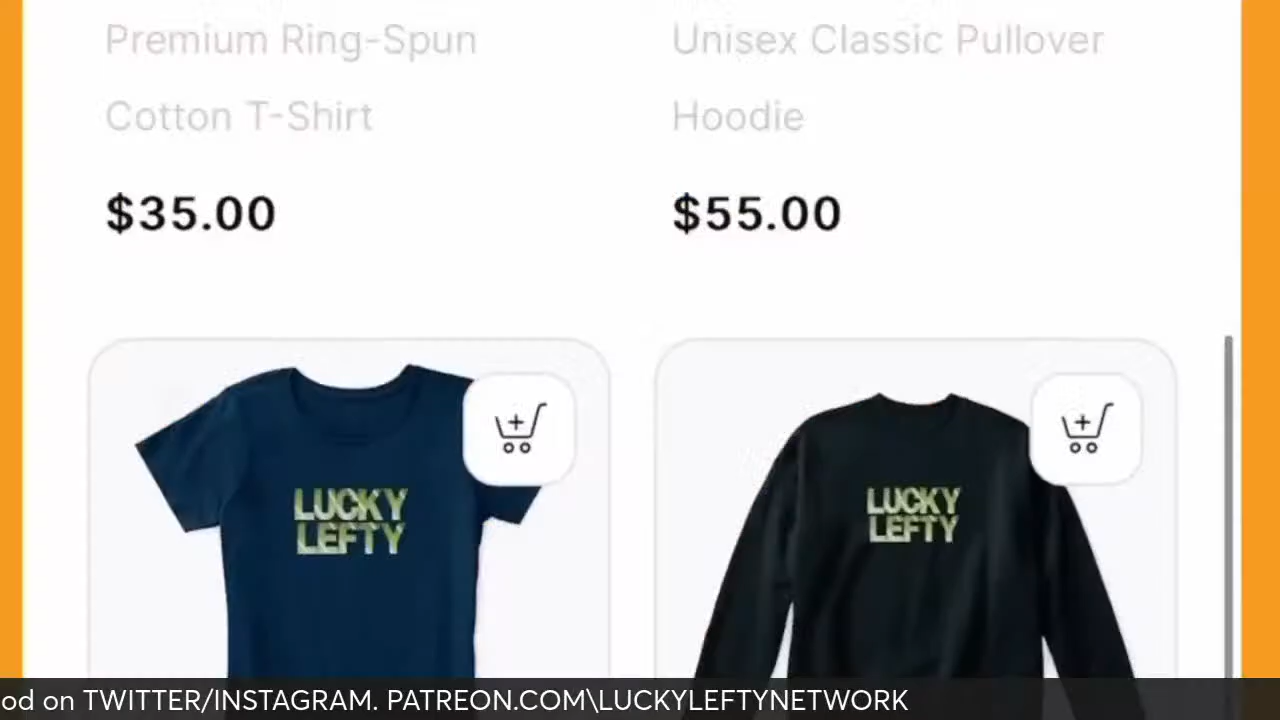 Premium Ring-Spun
Cotton T-Shirt
$35.00
Unisex Classic Pullover
Hoodie
$55.00
LUCKY
LEFTY
LUCKY
LEFTY
od on TWITTER/INSTAGRAM. PATREON.COM\LUCKYLEFTYNETWORK